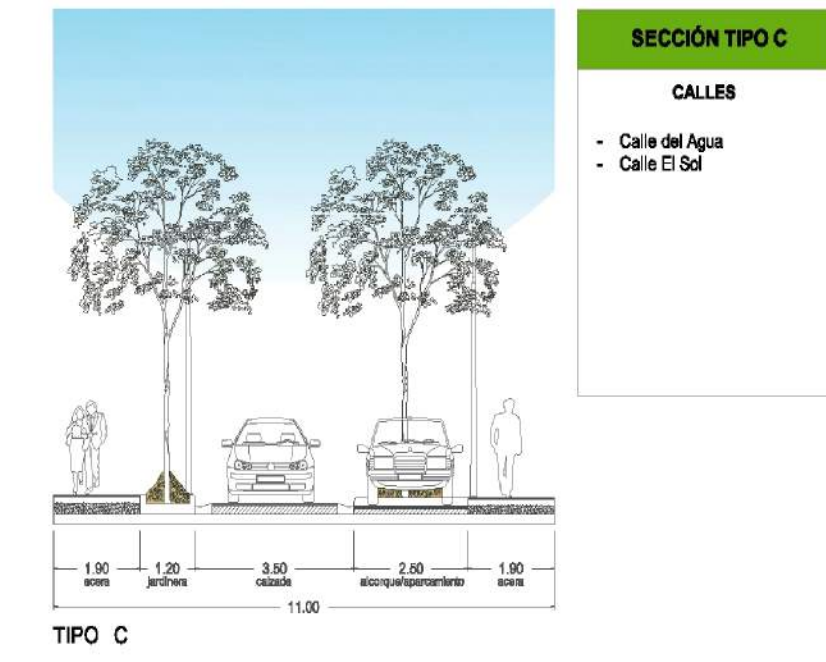 SECCIÓN TIPO C
CALLES
- Calle del Agua
- Calle El Sol
1.90 1.20 3.50 2.50 1.90
acera jardinera calzada alcorque/aparcamiento acera
11.00
TIPO C